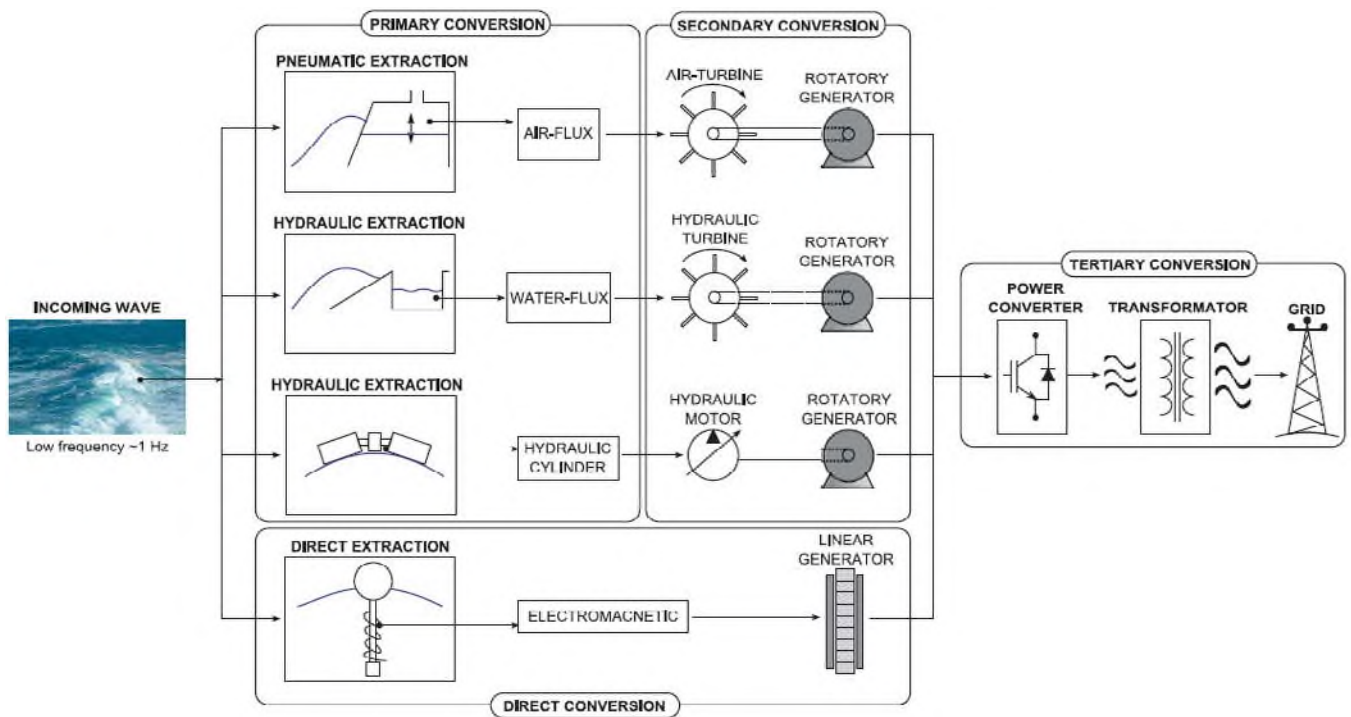 PRIMARY CONVERSION
SECONDARY CONVERSION
PNEUMATIC EXTRACTION
AIR-FLUX
AIR-TURBINE
ROTATORY
GENERATOR
HYDRAULIC EXTRACTION
WATER-FLUX
HYDRAULIC
TURBINE
ROTATORY
GENERATOR
INCOMING WAVE
Low frequency ~1 Hz
HYDRAULIC EXTRACTION
HYDRAULIC
CYLINDER
HYDRAULIC
MOTOR
ROTATORY
GENERATOR
TERTIARY CONVERSION
POWER
CONVERTER
TRANSFORMATOR
GRID
DIRECT EXTRACTION
ELECTROMACNETIC
LINEAR
GENERATOR
DIRECT CONVERSION